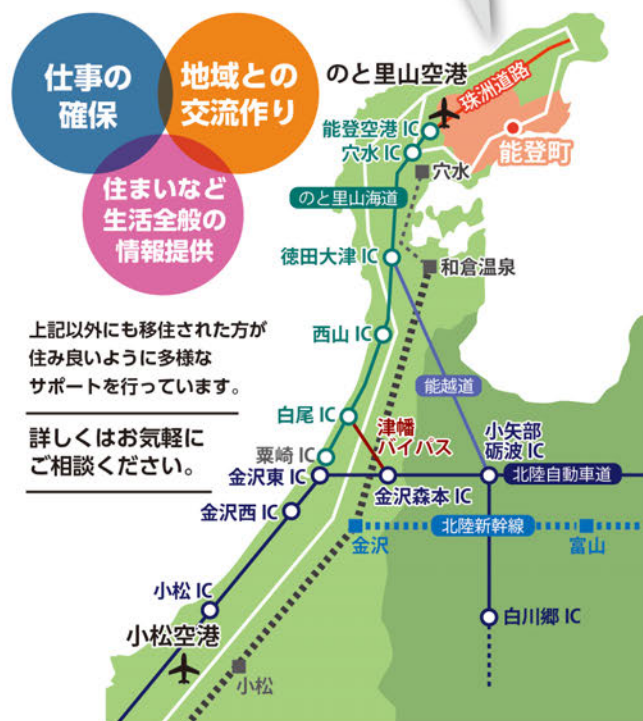 仕事の
確保
地域との
交流作り
住まいなど
生活全般の
情報提供
上記以外にも移住された方が
住み良いように多様な
サポートを行っています。
詳しくはお気軽に
ご相談ください。
のと里山空港
珠洲道路
能登空港 IC
能登町
穴水 IC
穴水
のと里山海道
徳田大津 IC
和倉温泉
西山 IC
能越道
白尾 IC
津幡
バイパス
小矢部
砺波 IC
粟崎 IC
金沢東 IC
金沢森本 IC
北陸自動車道
金沢西 IC
金沢
北陸新幹線
富山
小松 IC
白川郷 IC
小松空港
小松